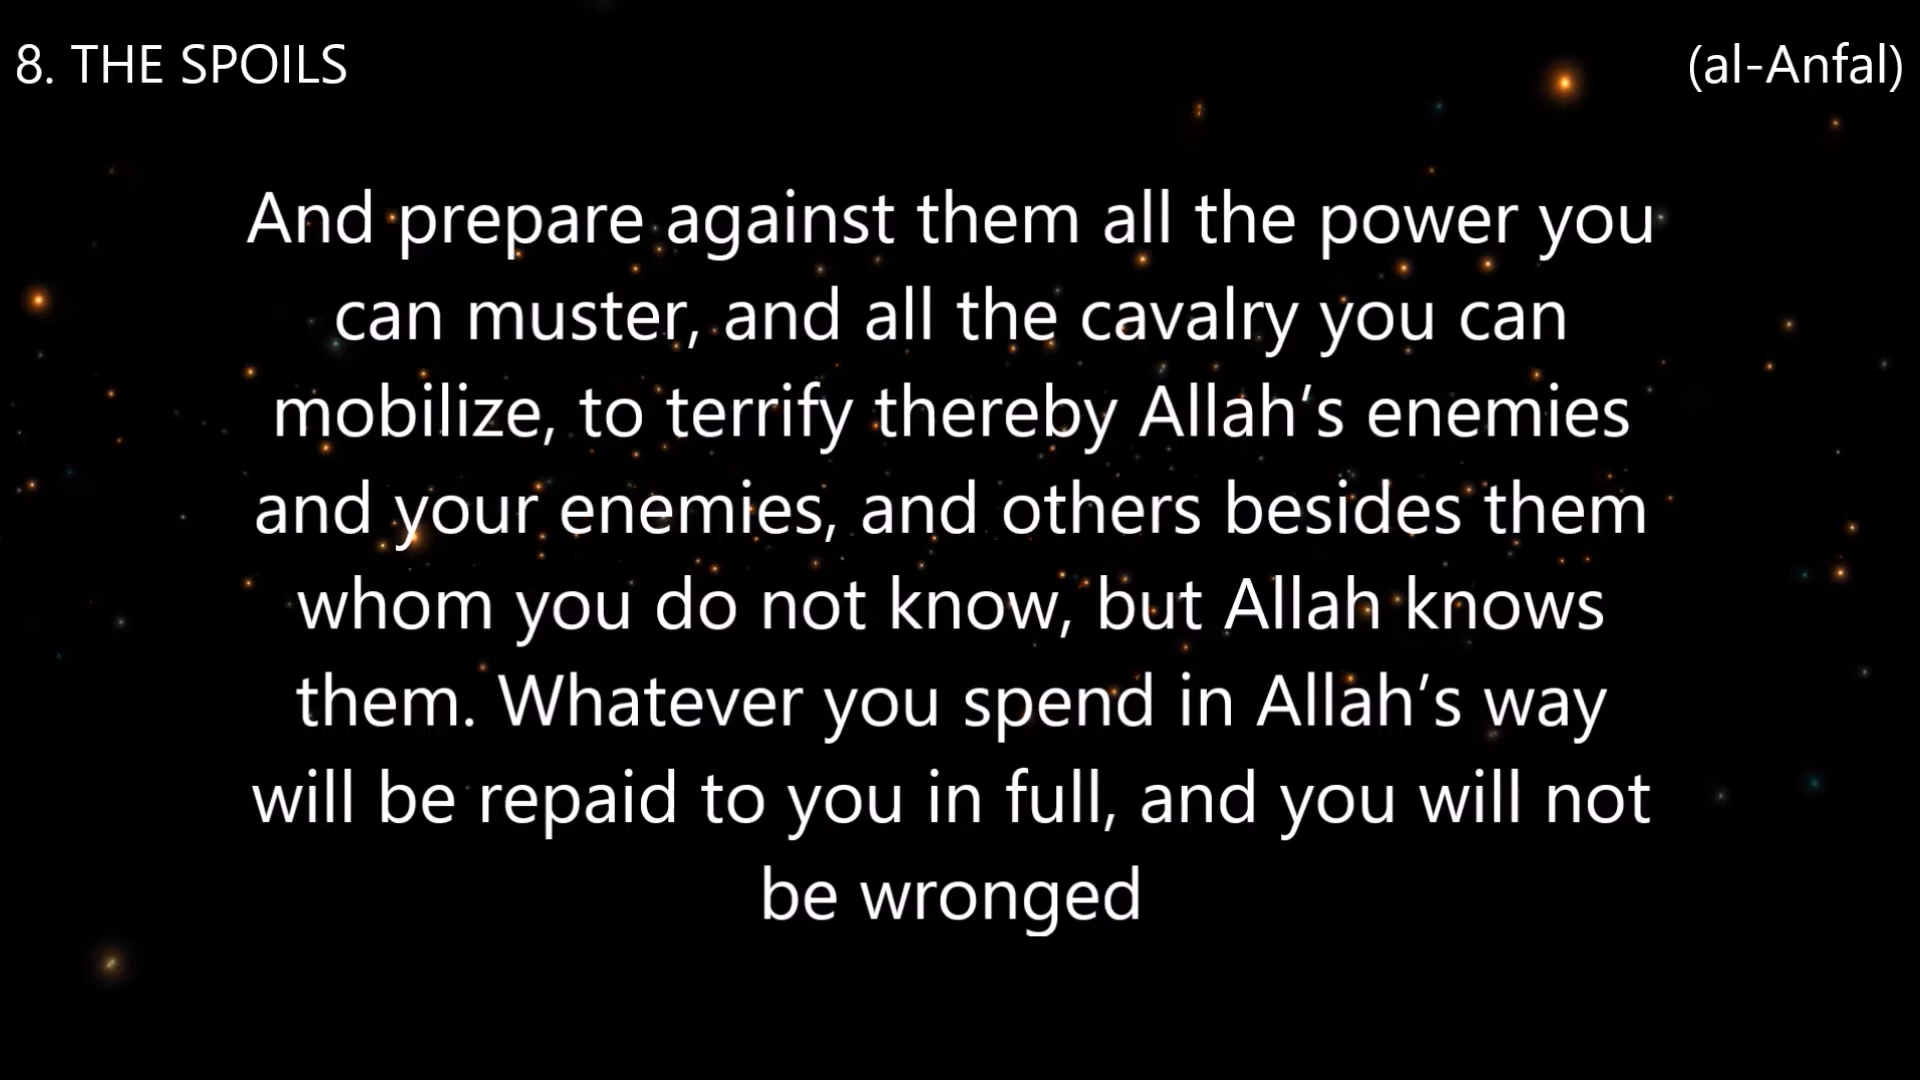 8. THE SPOILS (al-Anfal)
And prepare against them all the power you
can muster, and all the cavalry you can
mobilize, to terrify thereby Allah‘s enemies
and your enemies, and others besides them
whom you do not know, but Allah knows
them. Whatever you spend in Allah’s way
will be repaid to you in full, and you will not
be wronged